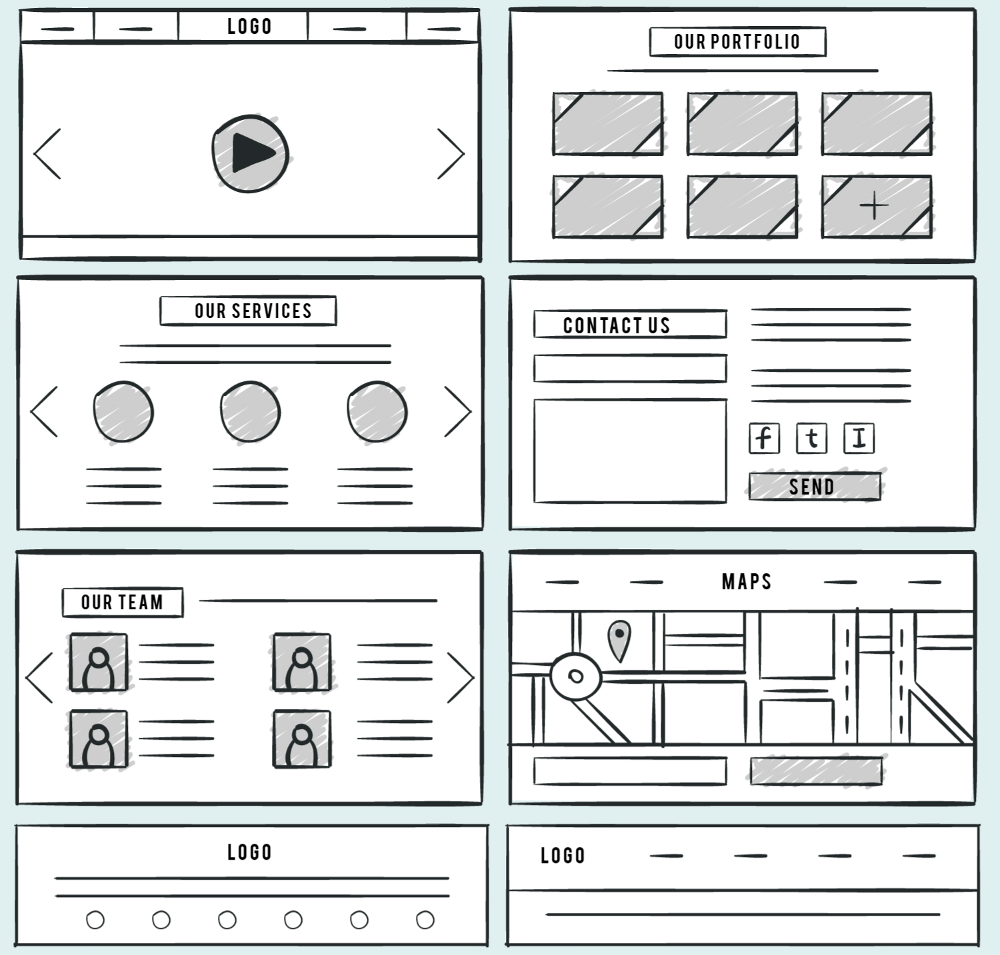 LOGO
OUR PORTFOLIO
OUR SERVICES
CONTACT US
f t I
SEND
OUR TEAM
MAPS
LOGO
LOGO